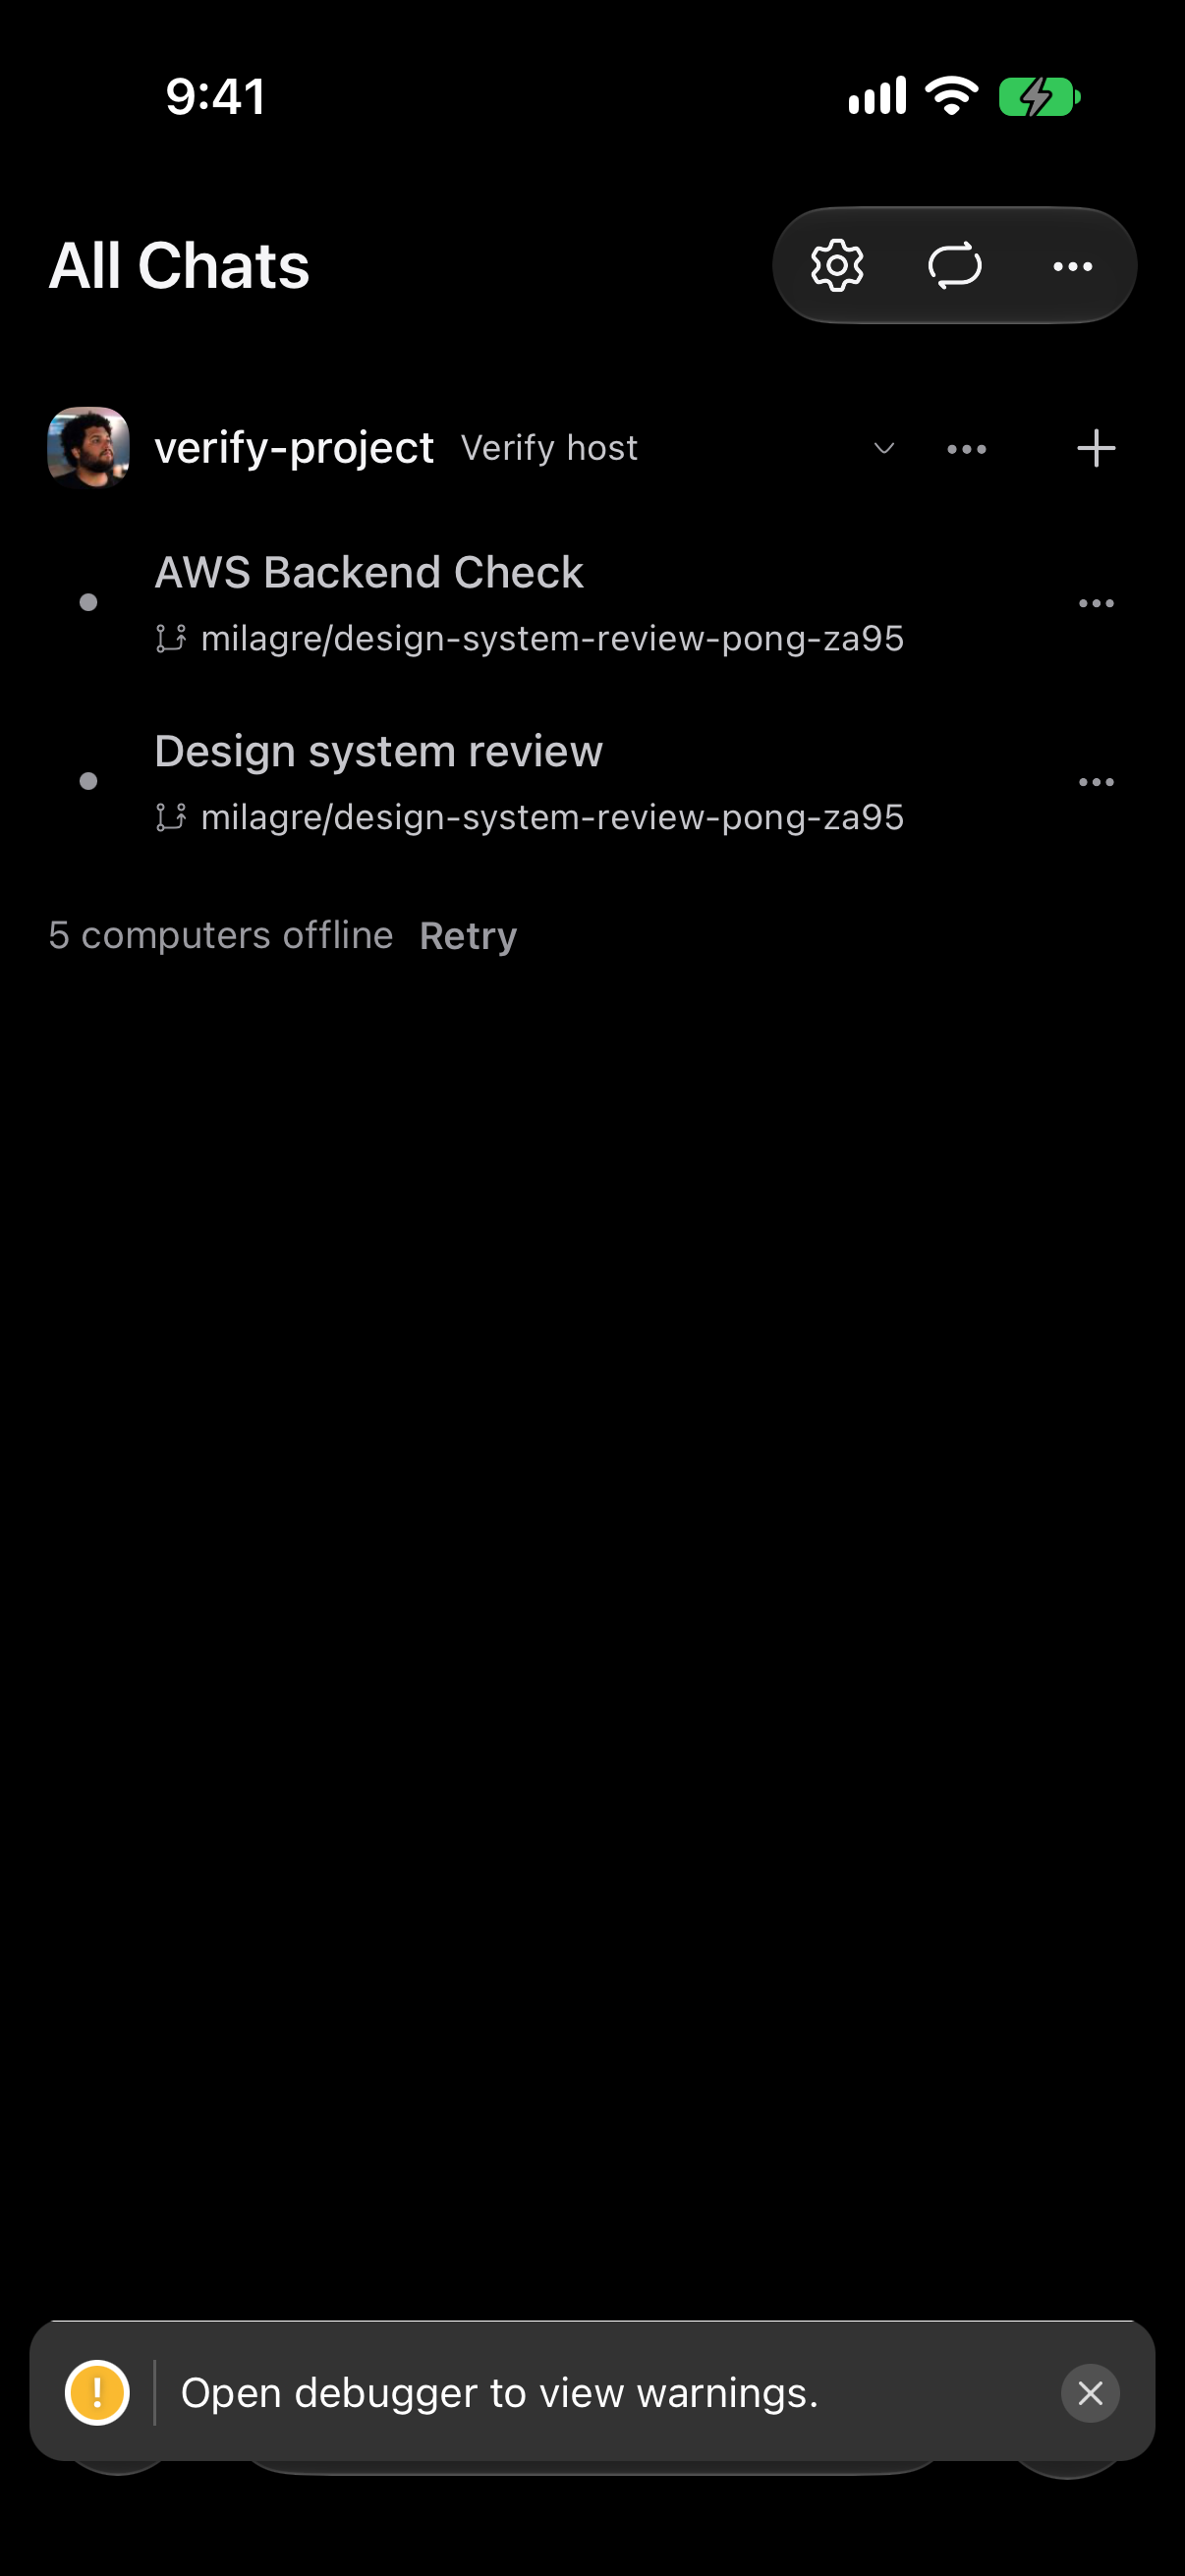 9:41
All Chats
verify-project Verify host
AWS Backend Check
milagre/design-system-review-pong-za95
Design system review
milagre/design-system-review-pong-za95
5 computers offline Retry
! Open debugger to view warnings.